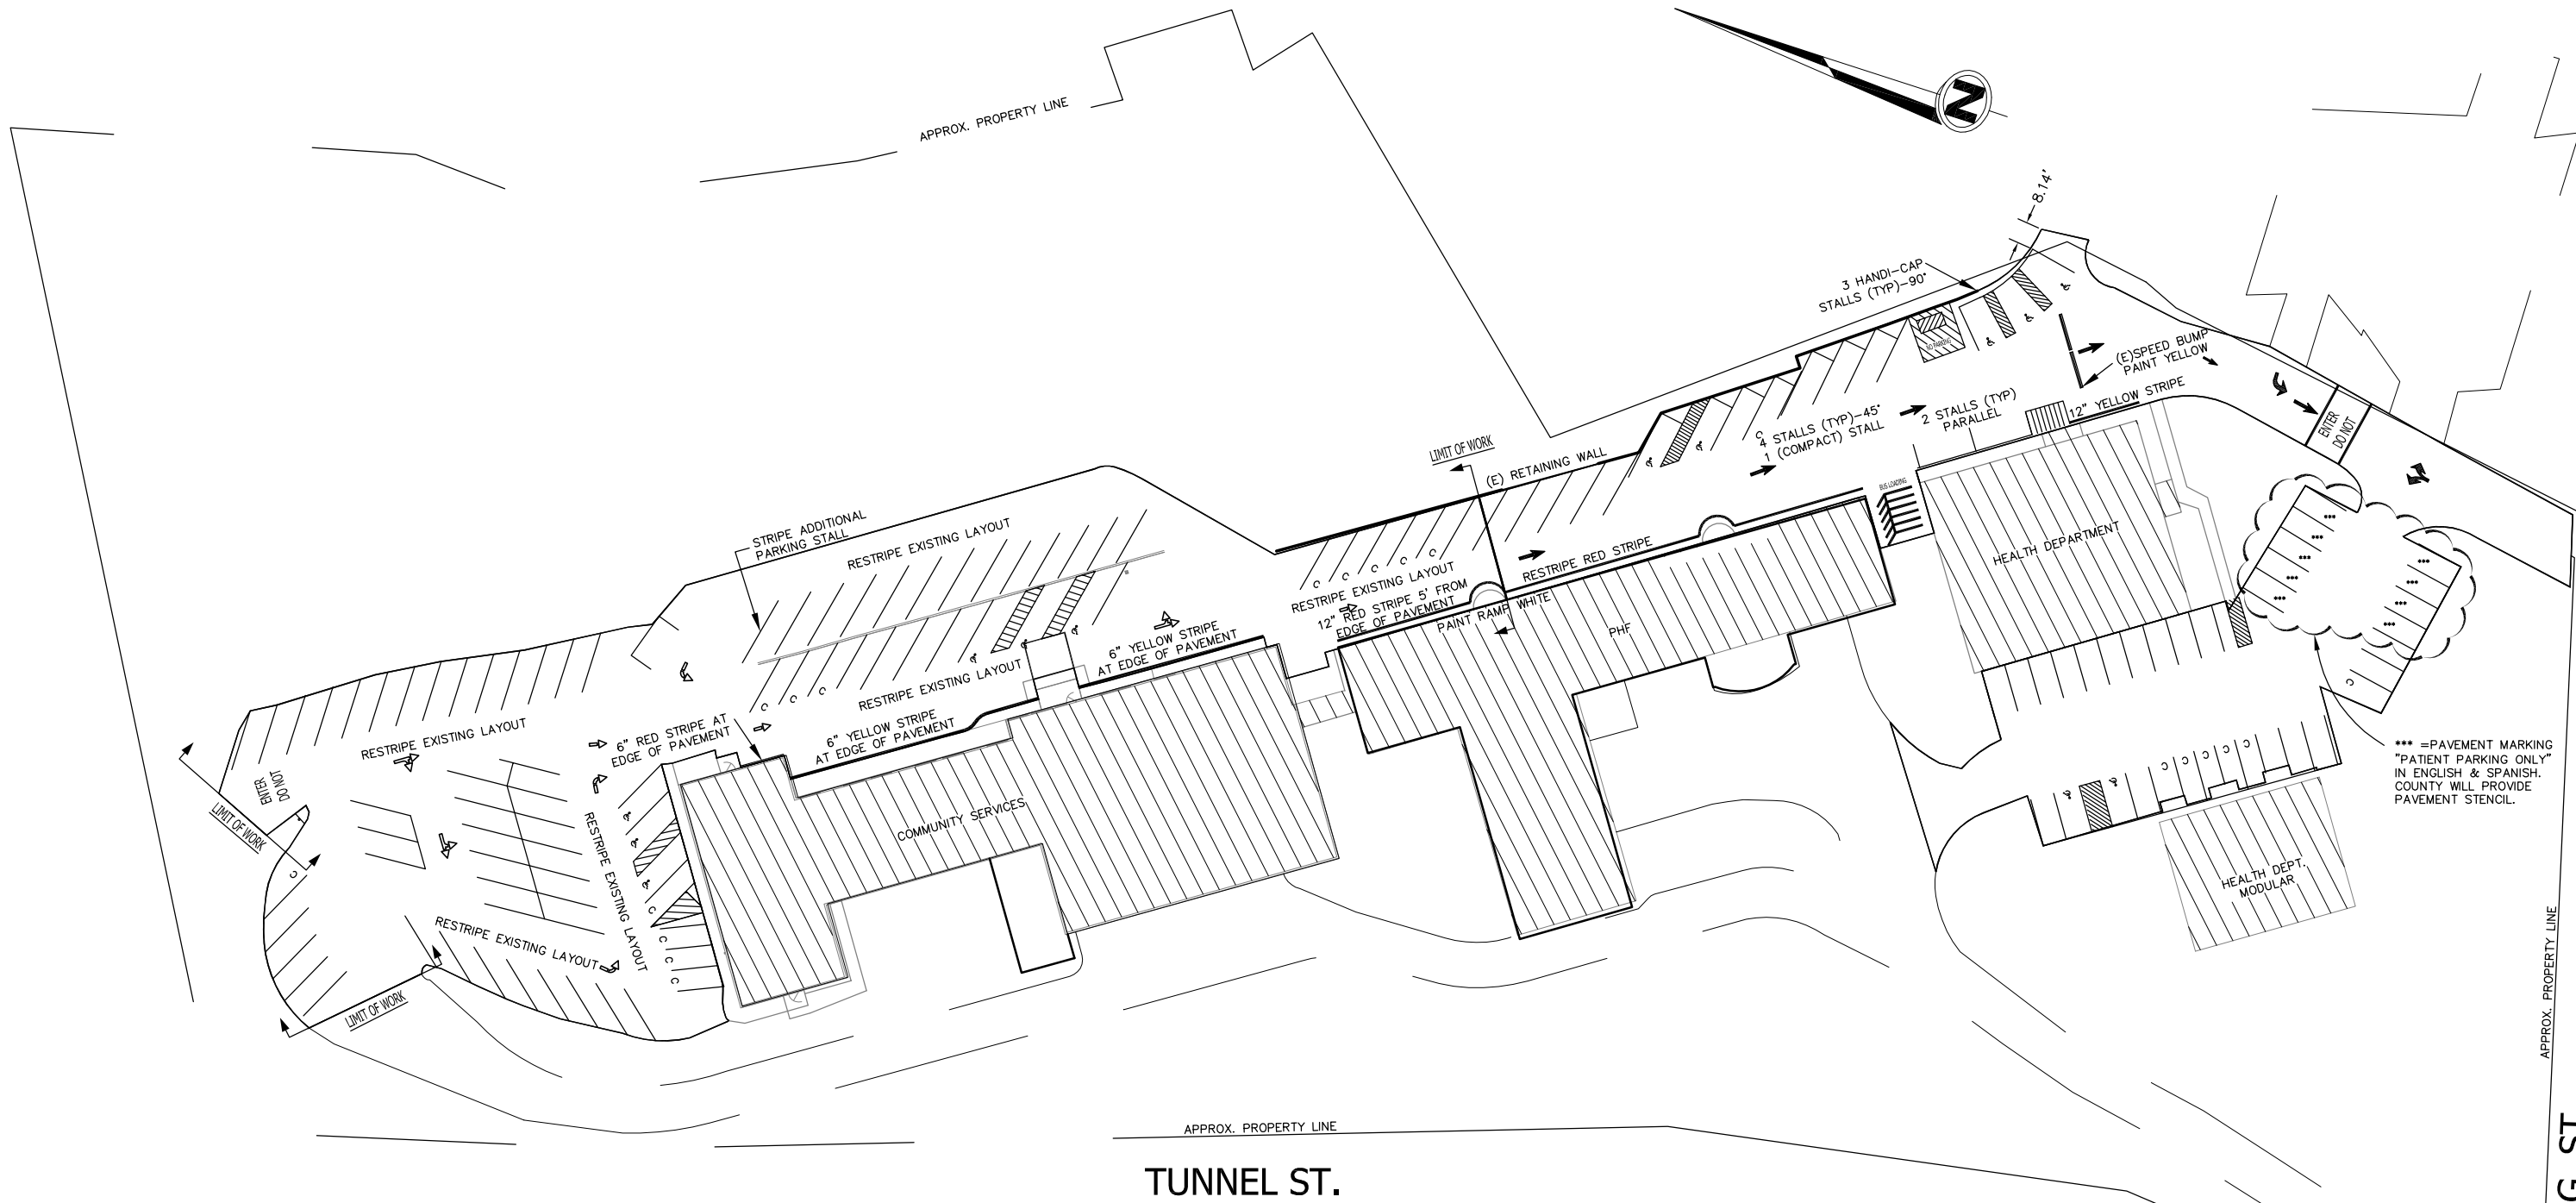 APPROX. PROPERTY LINE
N
8.14'
3 HANDI-CAP
STALLS (TYP)-90°
NO PARKING
(E)SPEED BUMP
PAINT YELLOW
12" YELLOW STRIPE
2 STALLS (TYP)
PARALLEL
4 STALLS (TYP)-45°
1 (COMPACT) STALL
C
ENTER
DO NOT
LIMIT OF WORK
(E) RETAINING WALL
BUS LOADING
HEALTH DEPARTMENT
***
***
***
***
***
***
***
***
***
C
STRIPE ADDITIONAL
PARKING STALL
RESTRIPE EXISTING LAYOUT
C C C C C
RESTRIPE EXISTING LAYOUT
12" RED STRIPE 5' FROM
EDGE OF PAVEMENT
RESTRIPE RED STRIPE
PAINT RAMP WHITE
PHF
6" YELLOW STRIPE
AT EDGE OF PAVEMENT
RESTRIPE EXISTING LAYOUT
C C C
6" YELLOW STRIPE
AT EDGE OF PAVEMENT
6" RED STRIPE AT
EDGE OF PAVEMENT
RESTRIPE EXISTING LAYOUT
ENTER
DO NOT
LIMIT OF WORK
C
RESTRIPE EXISTING LAYOUT
C
C
C
C
RESTRIPE EXISTING LAYOUT
LIMIT OF WORK
COMMUNITY SERVICES
C C C C C
HEALTH DEPT.
MODULAR
*** =PAVEMENT MARKING
"PATIENT PARKING ONLY"
IN ENGLISH & SPANISH.
COUNTY WILL PROVIDE
PAVEMENT STENCIL.
APPROX. PROPERTY LINE
APPROX. PROPERTY LINE
TUNNEL ST.
G ST